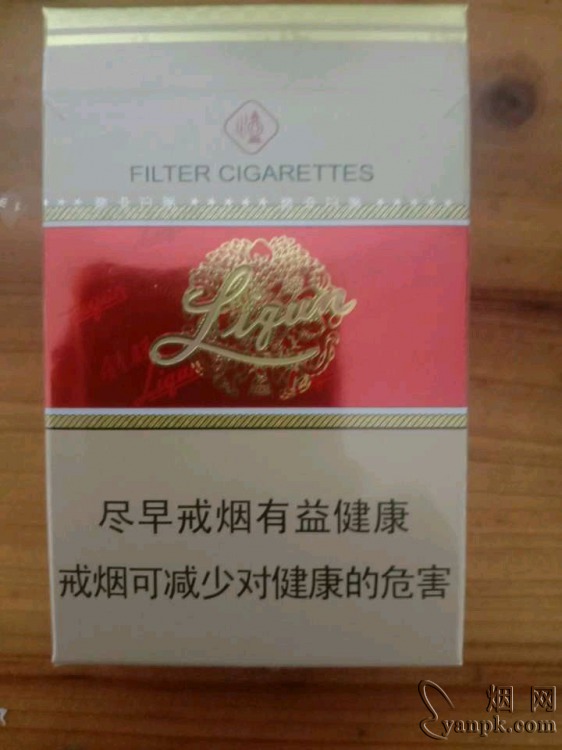 FILTER CIGARETTES
Liqun
尽早戒烟有益健康
戒烟可减少对健康的危害
烟网
yanpk.com